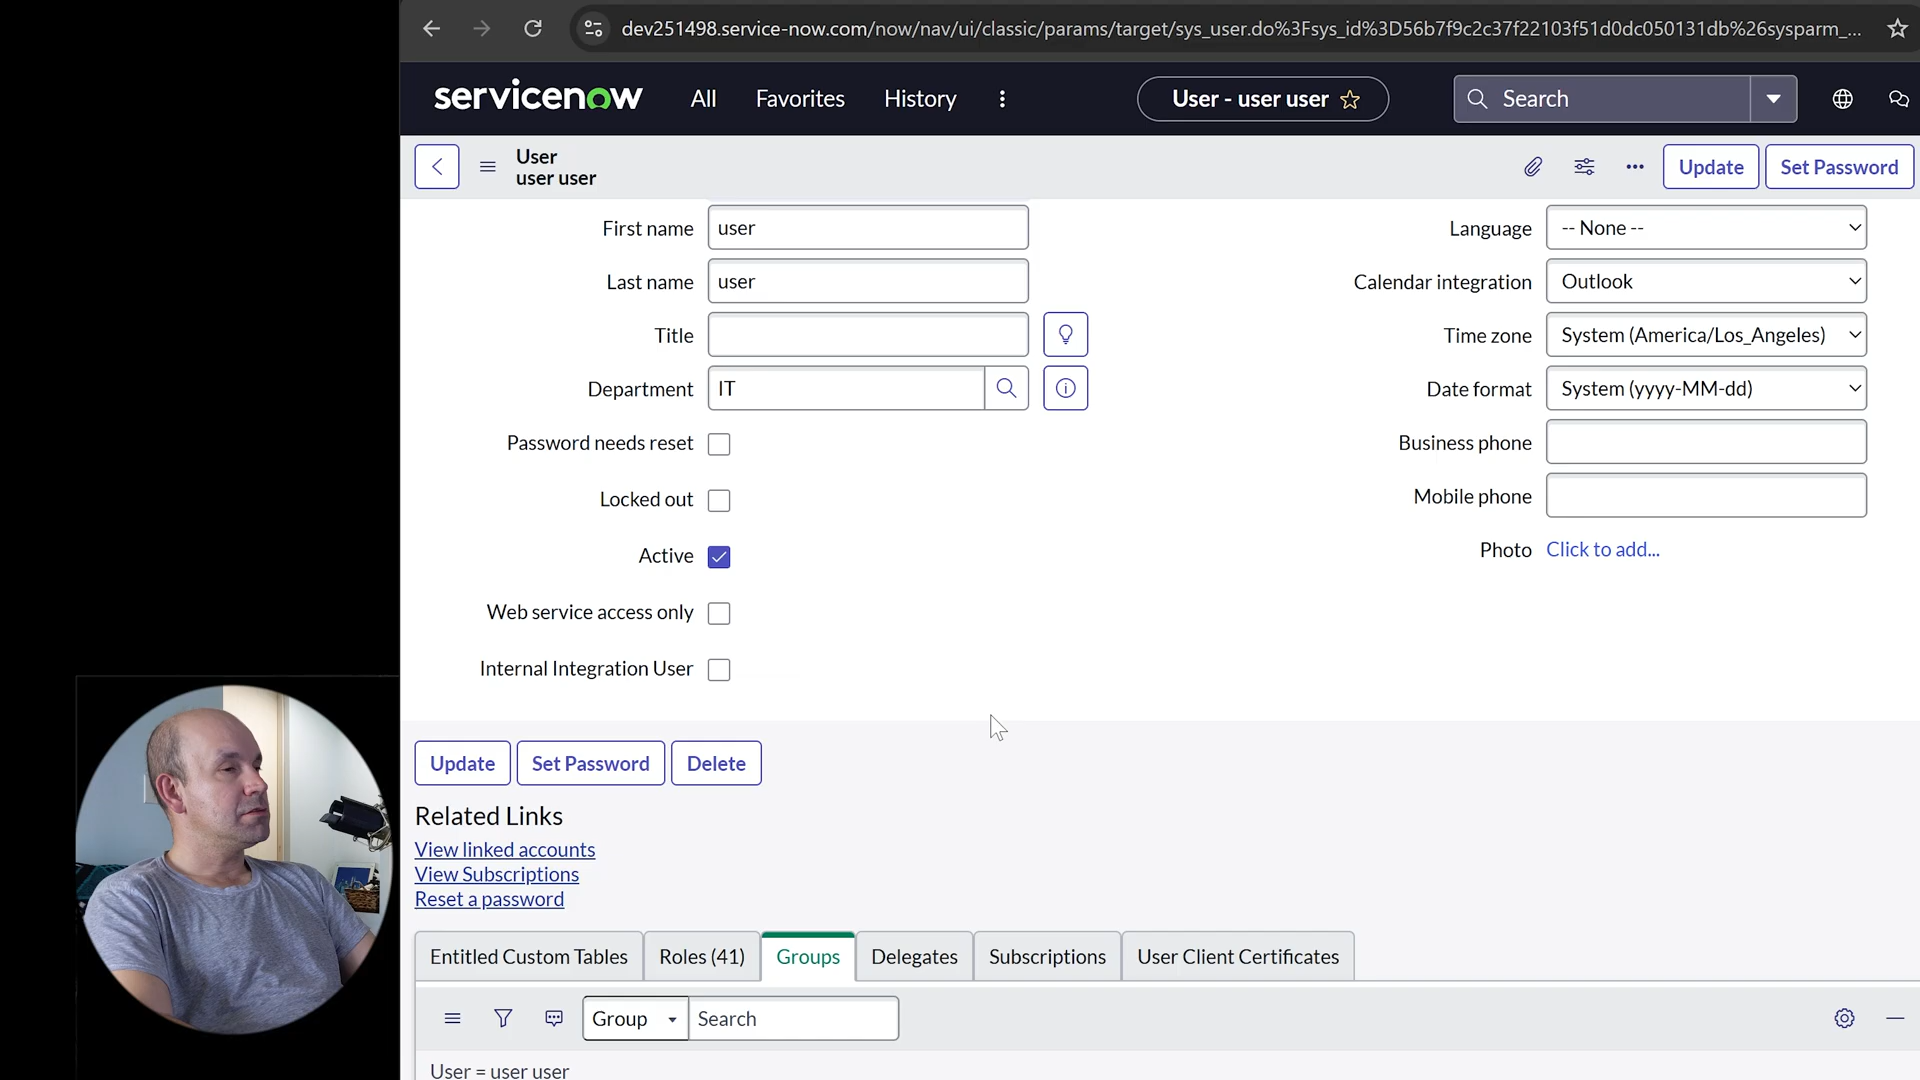 dev251498.service-now.com/now/nav/ui/classic/params/target/sys_user.do%3Fsys_id%3D56b7f9c2c37f22103f51d0dc050131db%26sysparm_...
servicenow All Favorites History User - user user Search
User
user user
Update Set Password
First name user Language -- None --
Last name user Calendar integration Outlook
Title Time zone System (America/Los_Angeles)
Department IT Date format System (yyyy-MM-dd)
Password needs reset Business phone
Locked out Mobile phone
Active Photo Click to add...
Web service access only
Internal Integration User
Update Set Password Delete
Related Links
View linked accounts
View Subscriptions
Reset a password
Entitled Custom Tables Roles (41) Groups Delegates Subscriptions User Client Certificates
Group Search
User = user user